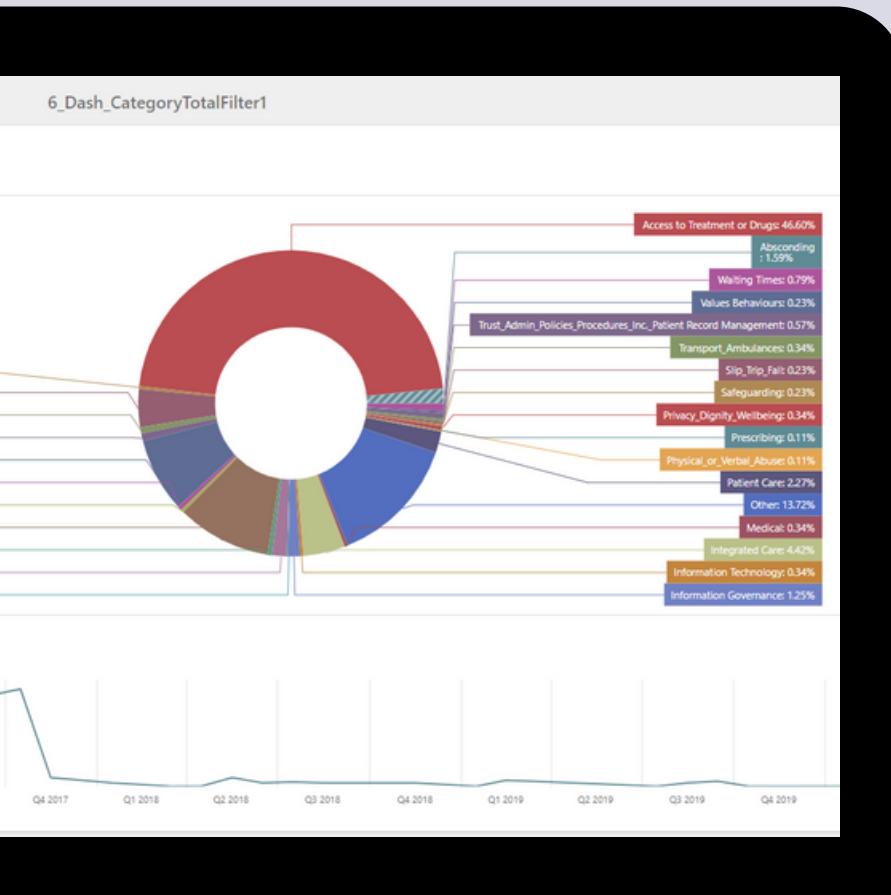 6_Dash_CategoryTotalFilter1
Access to Treatment or Drugs: 46.60%
Absconding
: 1.59%
Waiting Times: 0.79%
Values Behaviours: 0.23%
Trust_Admin_Policies_Procedures_Inc._Patient Record Management: 0.57%
Transport_Ambulances: 0.34%
Slip_Trip_Fall: 0.23%
Safeguarding: 0.23%
Privacy_Dignity_Wellbeing: 0.34%
Prescribing: 0.11%
Physical_or_Verbal_Abuse: 0.11%
Patient Care: 2.27%
Other: 13.72%
Medical: 0.34%
Integrated Care: 4.42%
Information Technology: 0.34%
Information Governance: 1.25%
Q4 2017 Q1 2018 Q2 2018 Q3 2018 Q4 2018 Q1 2019 Q2 2019 Q3 2019 Q4 2019